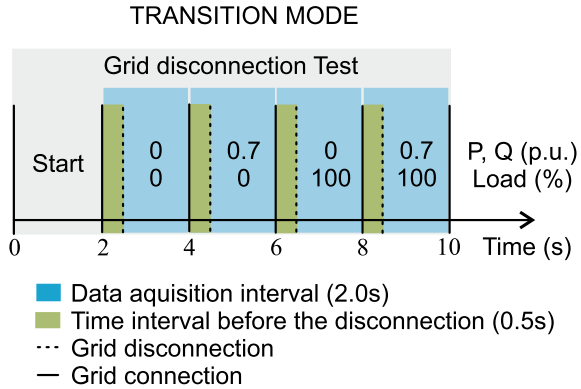 TRANSITION MODE
Grid disconnection Test
Start
0 0.7 0 0.7 P, Q (p.u.)
0 0 100 100 Load (%)
0 2 4 6 8 10 Time (s)
Data aquisition interval (2.0s)
Time interval before the disconnection (0.5s)
Grid disconnection
Grid connection